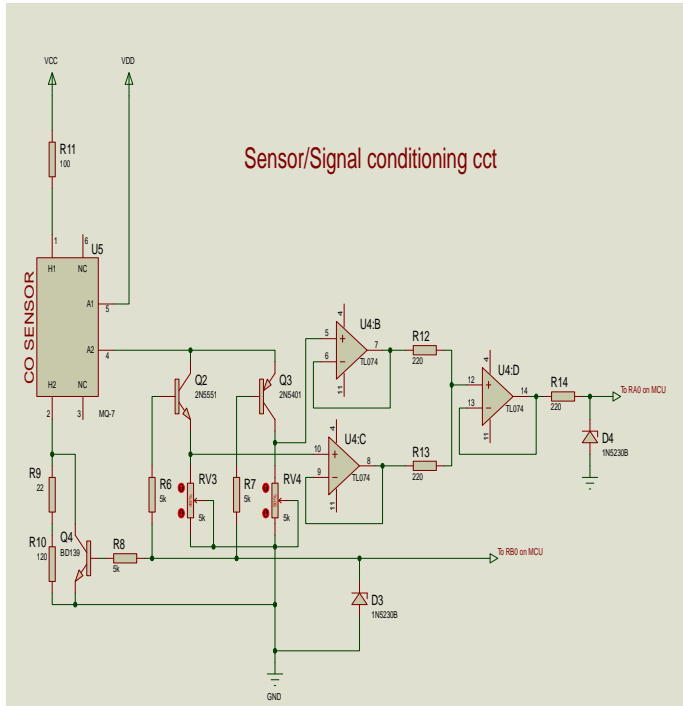 VCC
VDD
R11
100
Sensor/Signal conditioning cct
1
6
U5
H1
NC
CO SENSOR
A1
5
A2
4
H2
NC
2
3
MQ-7
Q2
2N5551
Q3
2N5401
4
U4:B
5
7
6
TL074
11
R12
220
4
U4:D
12
14
13
TL074
11
R14
220
To RA0 on MCU
D4
1N5230B
U4:C
4
10
8
9
TL074
11
R13
220
R9
22
R6
5k
RV3
5k
R7
5k
RV4
5k
R10
120
Q4
BD139
R8
5k
To RB0 on MCU
D3
1N5230B
GND